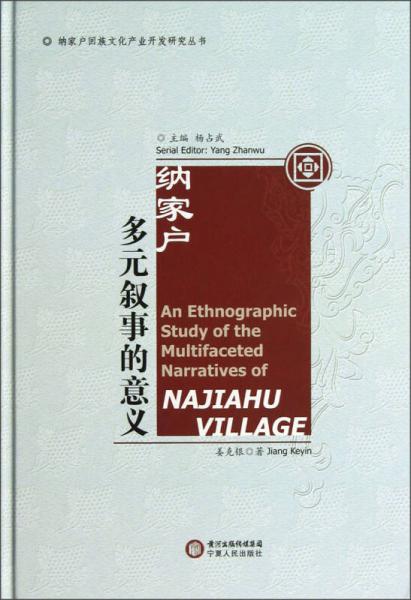 ◎ 纳家户回族文化产业开发研究丛书
◎ 主编 杨占武
Serial Editor: Yang Zhanwu
纳家户
多元叙事的意义
An Ethnographic
Study of the
Multifaceted
Narratives of
NAJIAHU
VILLAGE
姜克银 ◎ 著 Jiang Keyin
黄河出版传媒集团
宁夏人民出版社